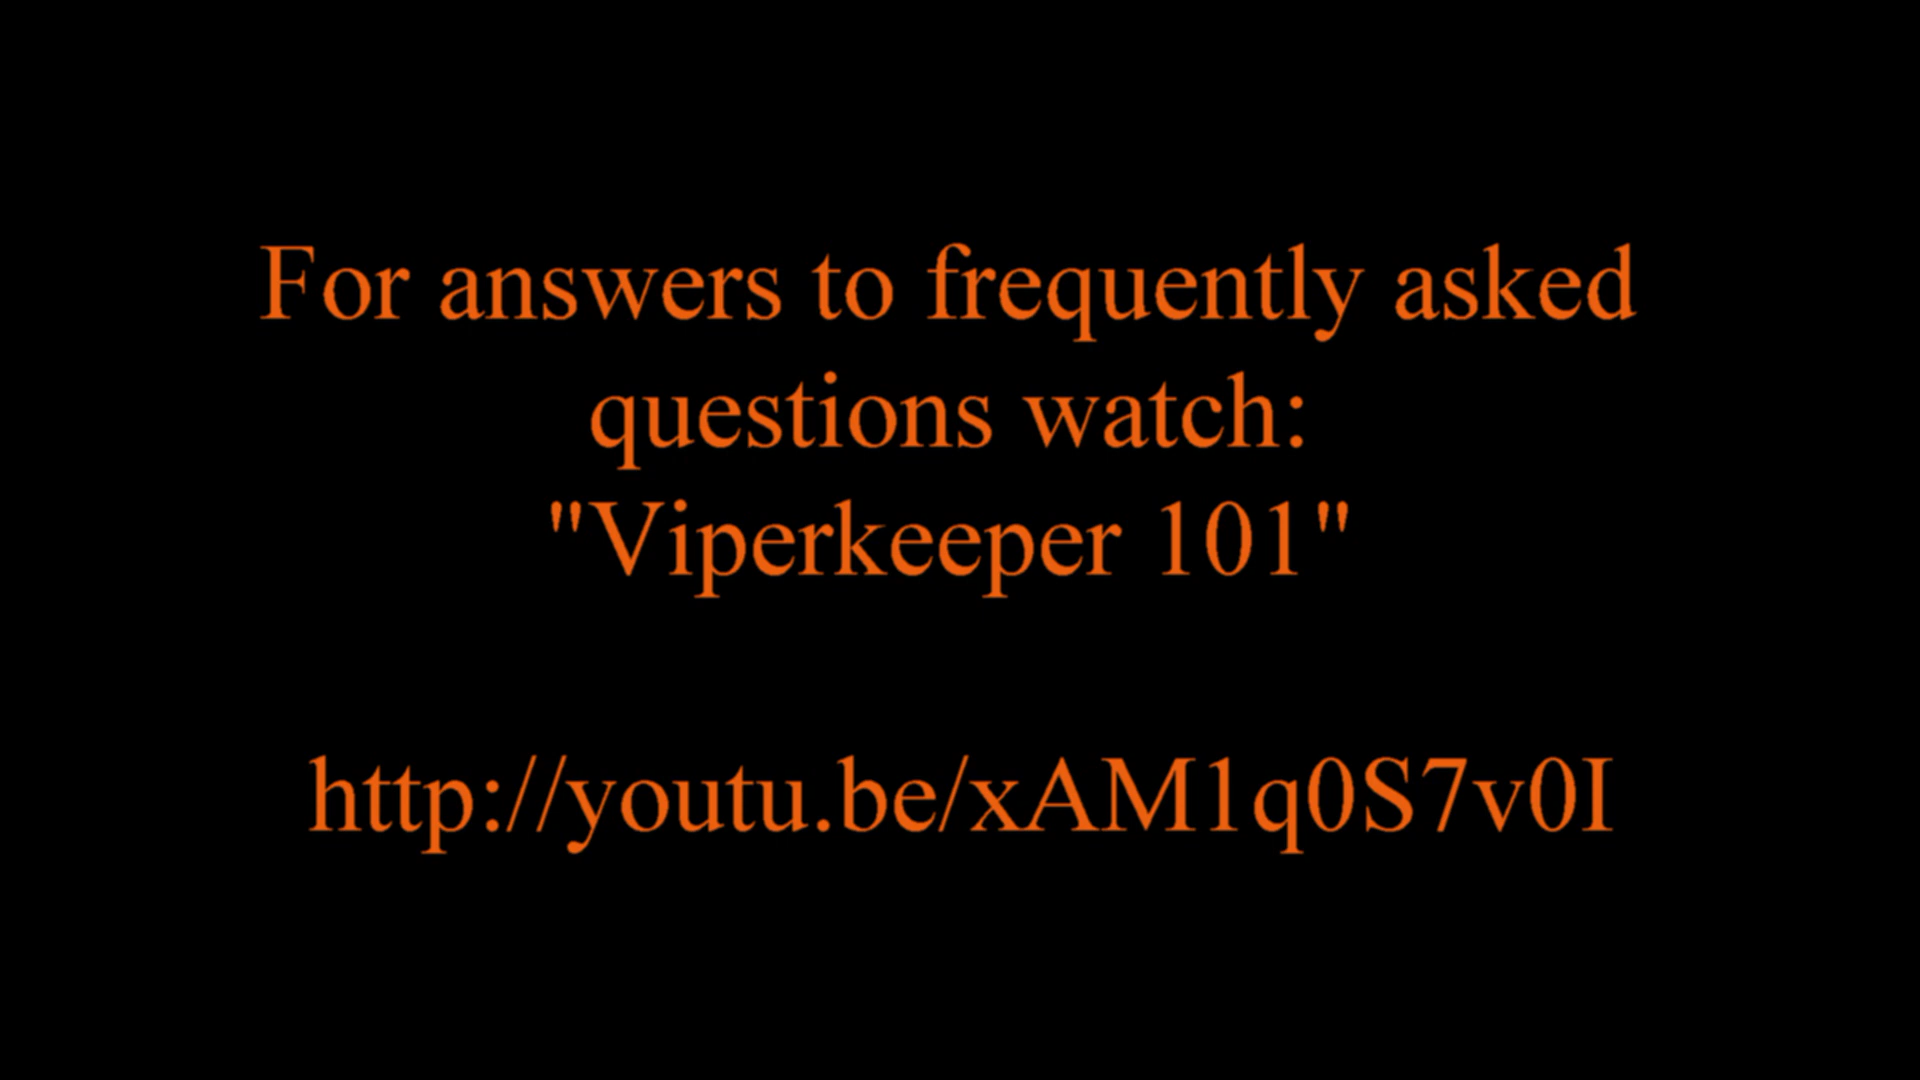 For answers to frequently asked
questions watch:
"Viperkeeper 101"
http://youtu.be/xAM1q0S7v0I